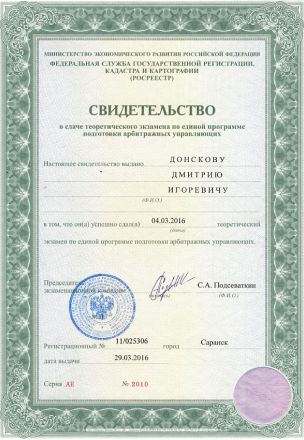 МИНИСТЕРСТВО ЭКОНОМИЧЕСКОГО РАЗВИТИЯ РОССИЙСКОЙ ФЕДЕРАЦИИ
ФЕДЕРАЛЬНАЯ СЛУЖБА ГОСУДАРСТВЕННОЙ РЕГИСТРАЦИИ,
КАДАСТРА И КАРТОГРАФИИ
(РОСРЕЕСТР)
СВИДЕТЕЛЬСТВО
о сдаче теоретического экзамена по единой программе
подготовки арбитражных управляющих
Настоящее свидетельство выдано ДОНСКОВУ
ДМИТРИЮ
ИГОРЕВИЧУ
(Ф.И.О.)
в том, что он(а) успешно сдал(а) 04.03.2016 теоретический
(дата)
экзамен по единой программе подготовки арбитражных управляющих.
Председатель
экзаменационной комиссии С.А. Подсеваткин
(Ф.И.О.)
Регистрационный № 11/025306 город Саранск
дата выдачи 29.03.2016
Серия АЕ № 2010